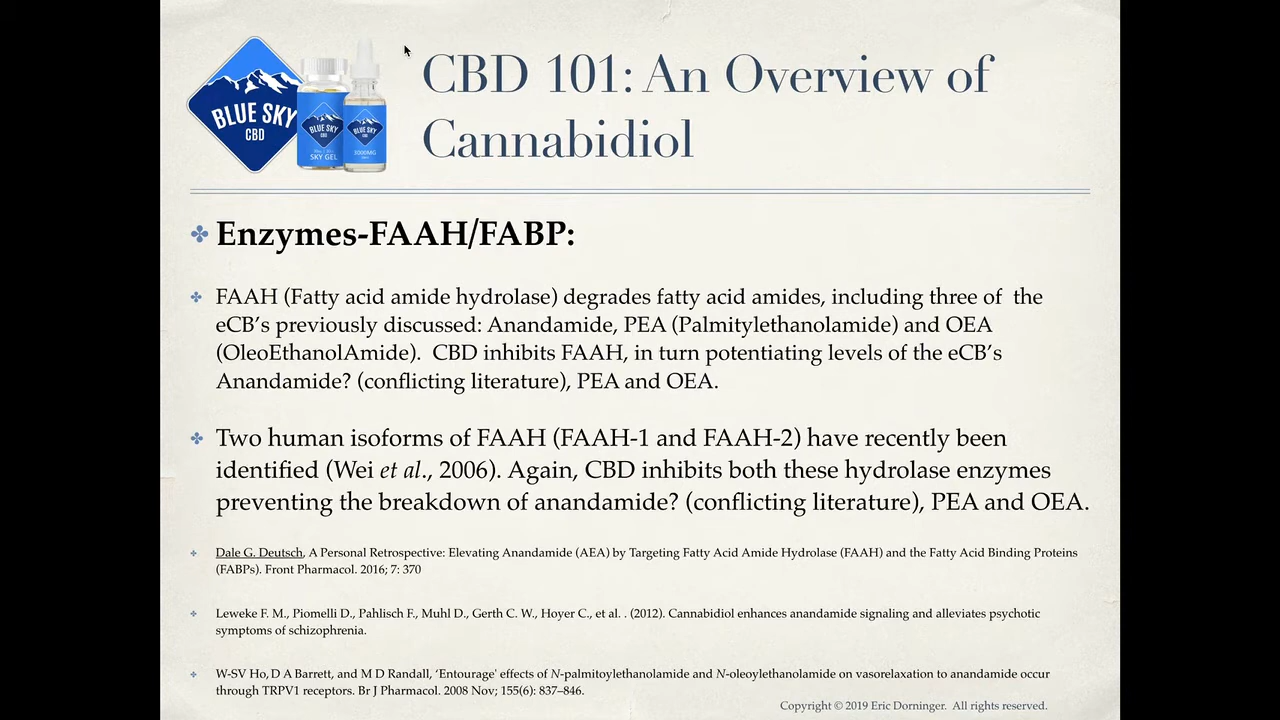 BLUE SKY
CBD
BLUE SKY
CBD
SKY GEL
BLUE SKY
CBD
3000MG
CBD 101: An Overview of
Cannabidiol
Enzymes-FAAH/FABP:
FAAH (Fatty acid amide hydrolase) degrades fatty acid amides, including three of the
eCB’s previously discussed: Anandamide, PEA (Palmitylethanolamide) and OEA
(OleoEthanolAmide). CBD inhibits FAAH, in turn potentiating levels of the eCB’s
Anandamide? (conflicting literature), PEA and OEA.
Two human isoforms of FAAH (FAAH-1 and FAAH-2) have recently been
identified (Wei et al., 2006). Again, CBD inhibits both these hydrolase enzymes
preventing the breakdown of anandamide? (conflicting literature), PEA and OEA.
Dale G. Deutsch, A Personal Retrospective: Elevating Anandamide (AEA) by Targeting Fatty Acid Amide Hydrolase (FAAH) and the Fatty Acid Binding Proteins
(FABPs). Front Pharmacol. 2016; 7: 370
Leweke F. M., Piomelli D., Pahlisch F., Muhl D., Gerth C. W., Hoyer C., et al. . (2012). Cannabidiol enhances anandamide signaling and alleviates psychotic
symptoms of schizophrenia.
W-SV Ho, D A Barrett, and M D Randall, ‘Entourage' effects of N-palmitoylethanolamide and N-oleoylethanolamide on vasorelaxation to anandamide occur
through TRPV1 receptors. Br J Pharmacol. 2008 Nov; 155(6): 837–846.
Copyright © 2019 Eric Dorninger. All rights reserved.